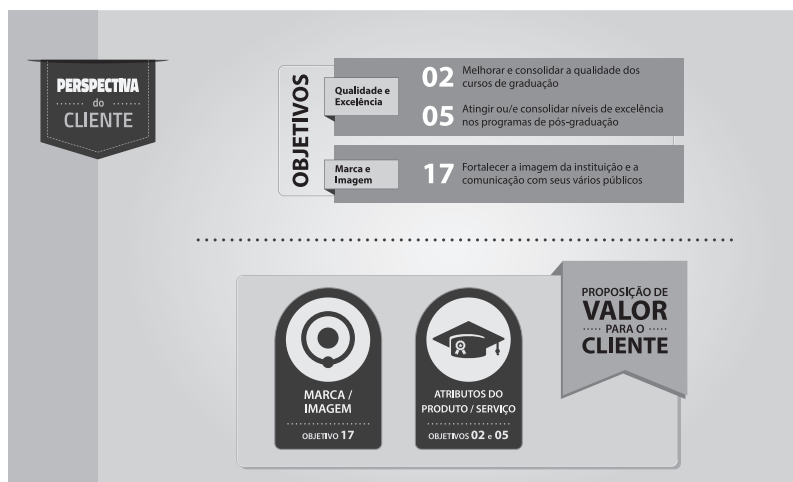 PERSPECTIVA
do
CLIENTE
OBJETIVOS
Qualidade e
Excelência
02 Melhorar e consolidar a qualidade dos
cursos de graduação
05 Atingir ou/e consolidar níveis de excelência
nos programas de pós-graduação
Marca e
Imagem
17 Fortalecer a imagem da instituição e a
comunicação com seus vários públicos
PROPOSIÇÃO DE
VALOR
PARA O
CLIENTE
MARCA /
IMAGEM
OBJETIVO 17
ATRIBUTOS DO
PRODUTO / SERVIÇO
OBJETIVOS 02 e 05